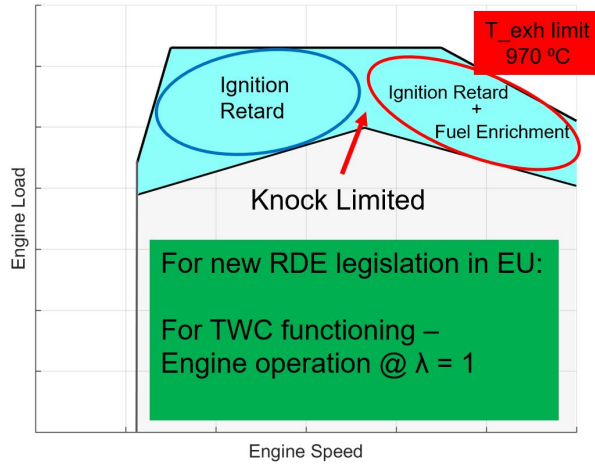 T_exh limit
970 ºC
Ignition
Retard
Ignition Retard
+
Fuel Enrichment
Knock Limited
For new RDE legislation in EU:
For TWC functioning –
Engine operation @ λ = 1
Engine Load
Engine Speed